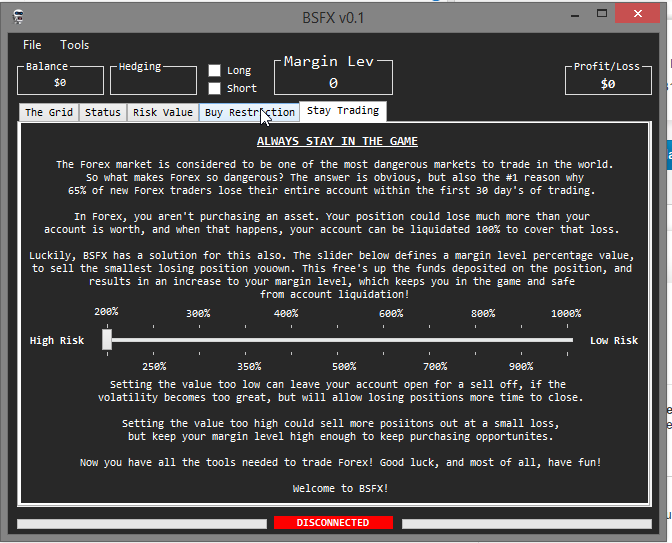 BSFX v0.1
File Tools
Balance
$0
Hedging
Long
Short
Margin Lev
0
Profit/Loss
$0
The Grid Status Risk Value Buy Restriction Stay Trading
ALWAYS STAY IN THE GAME
The Forex market is considered to be one of the most dangerous markets to trade in the world.
So what makes Forex so dangerous? The answer is obvious, but also the #1 reason why
65% of new Forex traders lose their entire account within the first 30 day's of trading.
In Forex, you aren't purchasing an asset. Your position could lose much more than your
account is worth, and when that happens, your account can be liquidated 100% to cover that loss.
Luckily, BSFX has a solution for this also. The slider below defines a margin level percentage value,
to sell the smallest losing position youown. This free's up the funds deposited on the position, and
results in an increase to your margin level, which keeps you in the game and safe
from account liquidation!
200% 300% 400% 600% 800% 1000%
High Risk Low Risk
250% 350% 500% 700% 900%
Setting the value too low can leave your account open for a sell off, if the
volatility becomes too great, but will allow losing positions more time to close.
Setting the value too high could sell more posiitons out at a small loss,
but keep your margin level high enough to keep purchasing opportunites.
Now you have all the tools needed to trade Forex! Good luck, and most of all, have fun!
Welcome to BSFX!
DISCONNECTED